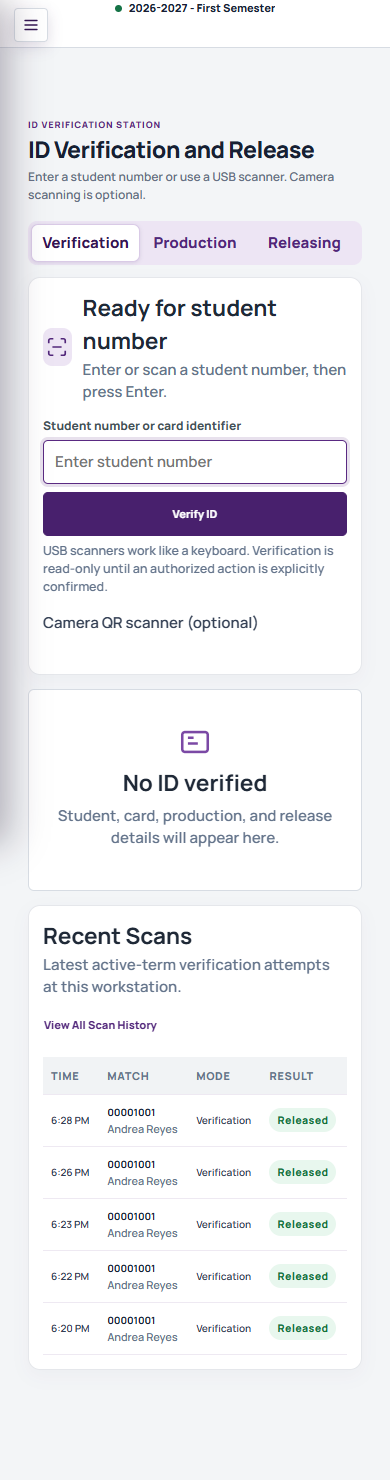 2026-2027 - First Semester
ID VERIFICATION STATION
ID Verification and Release
Enter a student number or use a USB scanner. Camera
scanning is optional.
Verification Production Releasing
Ready for student
number
Enter or scan a student number, then
press Enter.
Student number or card identifier
Enter student number
Verify ID
USB scanners work like a keyboard. Verification is
read-only until an authorized action is explicitly
confirmed.
Camera QR scanner (optional)
No ID verified
Student, card, production, and release
details will appear here.
Recent Scans
Latest active-term verification attempts
at this workstation.
View All Scan History
TIME MATCH MODE RESULT
6:28 PM 00001001 Andrea Reyes Verification Released
6:26 PM 00001001 Andrea Reyes Verification Released
6:23 PM 00001001 Andrea Reyes Verification Released
6:22 PM 00001001 Andrea Reyes Verification Released
6:20 PM 00001001 Andrea Reyes Verification Released